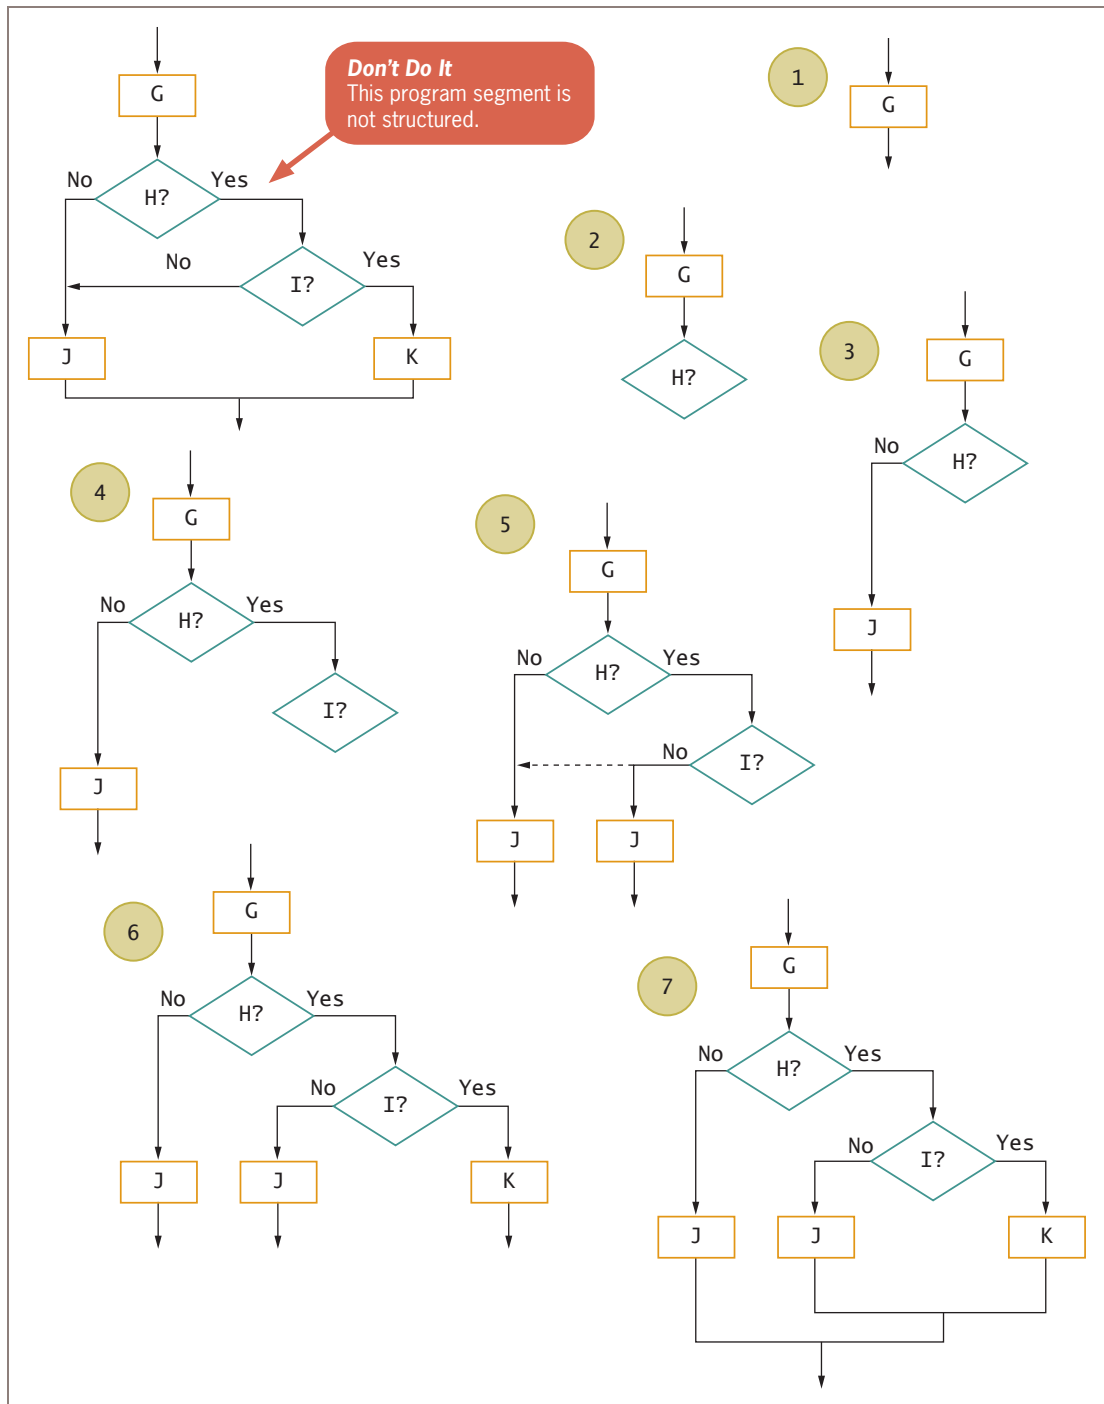 G
Don't Do It
This program segment is
not structured.
No
H?
Yes
No
I?
Yes
J
K
1
G
2
G
H?
3
G
No
H?
J
4
G
No
H?
Yes
I?
J
5
G
No
H?
Yes
No
I?
J
J
6
G
No
H?
Yes
No
I?
Yes
J
J
K
7
G
No
H?
Yes
No
I?
Yes
J
J
K